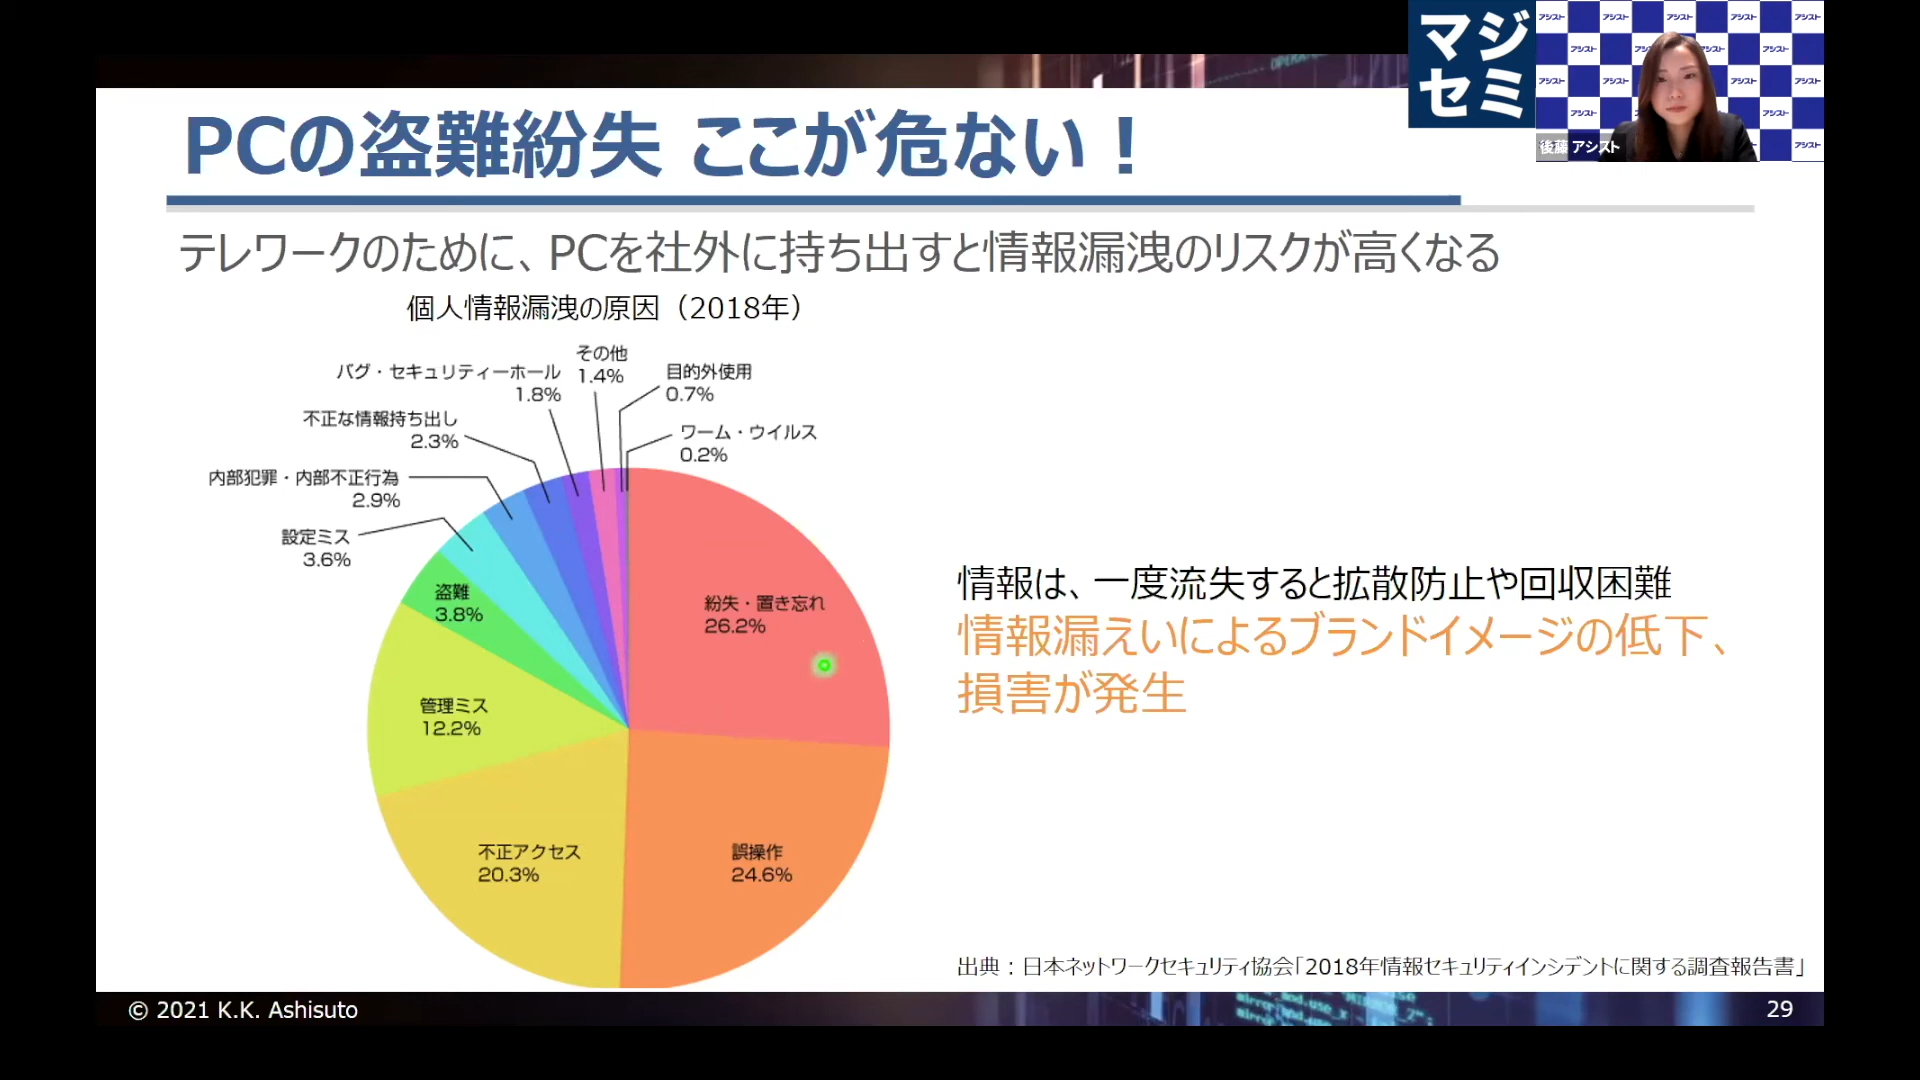 マジ
セミ
後藤 アシスト
アシスト
PCの盗難紛失 ここが危ない！
テレワークのために、PCを社外に持ち出すと情報漏洩のリスクが高くなる
個人情報漏洩の原因（2018年）
その他
1.4%
目的外使用
0.7%
バグ・セキュリティーホール
1.8%
不正な情報持ち出し
2.3%
ワーム・ウイルス
0.2%
内部犯罪・内部不正行為
2.9%
設定ミス
3.6%
盗難
3.8%
紛失・置き忘れ
26.2%
管理ミス
12.2%
不正アクセス
20.3%
誤操作
24.6%
情報は、一度流失すると拡散防止や回収困難
情報漏えいによるブランドイメージの低下、
損害が発生
出典：日本ネットワークセキュリティ協会「2018年情報セキュリティインシデントに関する調査報告書」
© 2021 K.K. Ashisuto
29